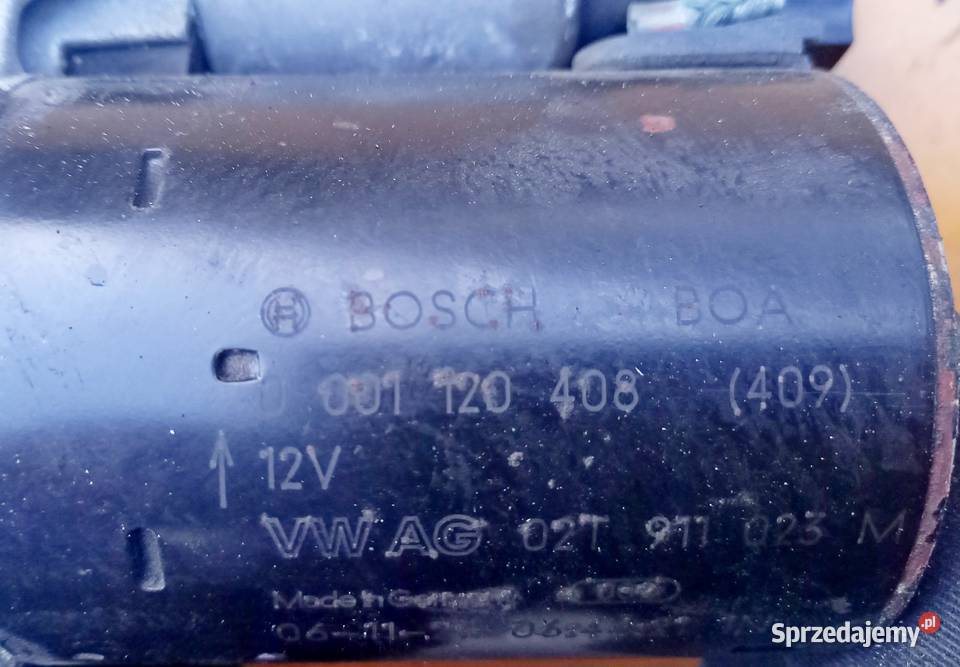 BOSCH BOA
0 001 120 408 (409)
12V
VW AG 02T 911 023 M
Made in Germany
Sprzedajemy.pl